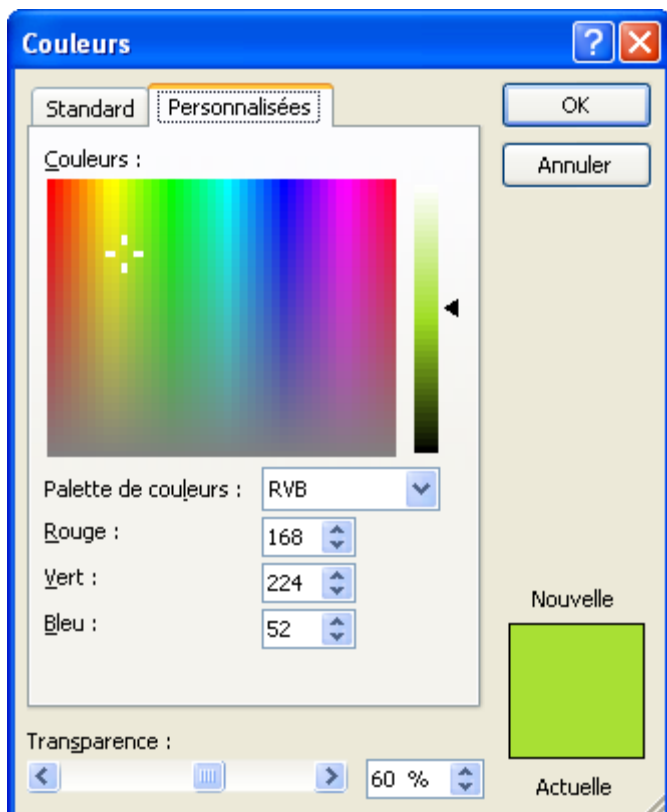 Couleurs
Standard
Personnalisées
OK
Annuler
Couleurs :
Palette de couleurs :
RVB
Rouge :
168
Vert :
224
Bleu :
52
Nouvelle
Actuelle
Transparence :
60 %